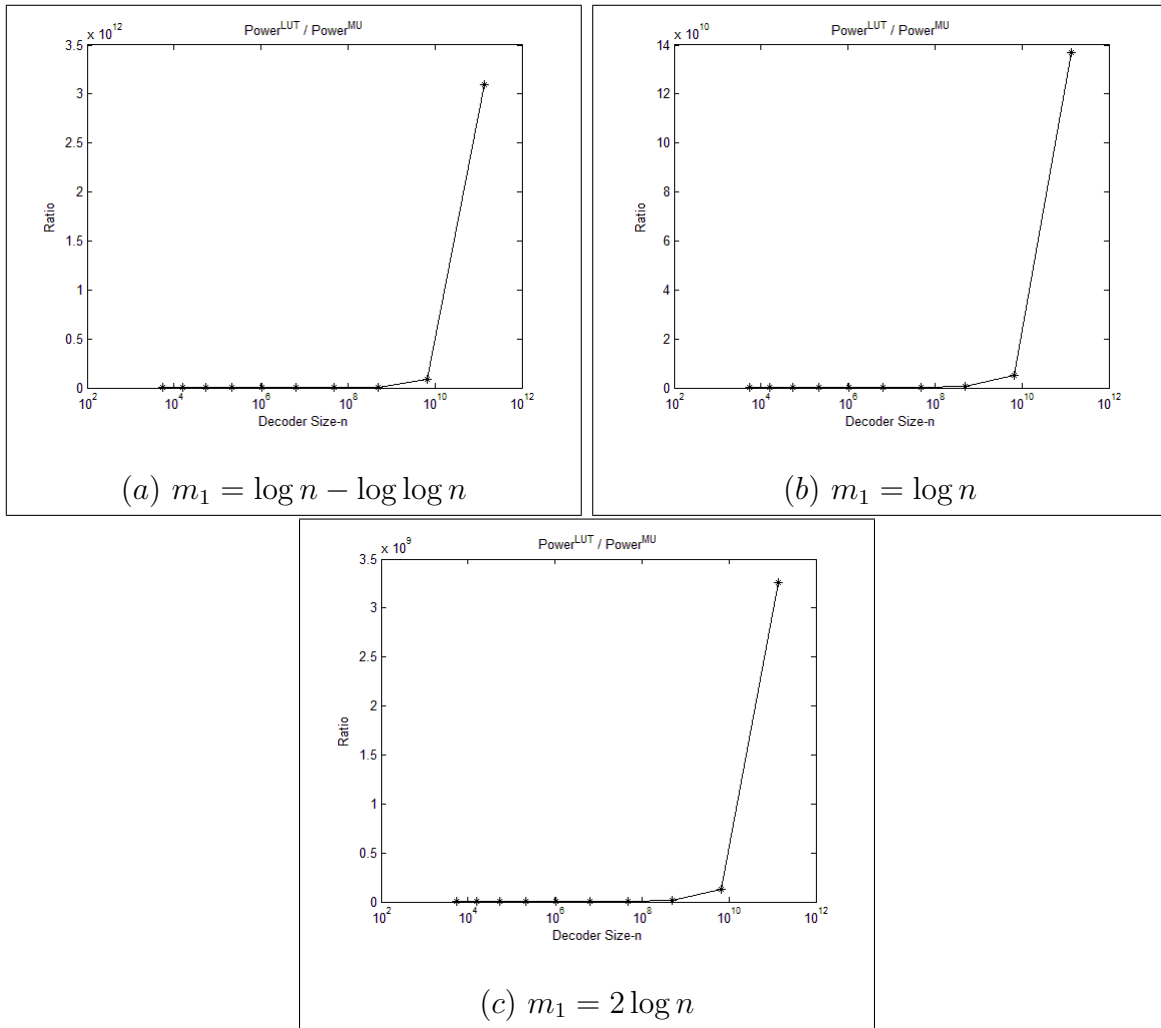 Power^LUT / Power^MU
x 10^12
3.5
3
2.5
2
1.5
1
0.5
0
Ratio
10^2 10^4 10^6 10^8 10^10 10^12
Decoder Size-n
(a) m₁ = log n − log log n
Power^LUT / Power^MU
x 10^10
14
12
10
8
6
4
2
0
Ratio
10^2 10^4 10^6 10^8 10^10 10^12
Decoder Size-n
(b) m₁ = log n
Power^LUT / Power^MU
x 10^9
3.5
3
2.5
2
1.5
1
0.5
0
Ratio
10^2 10^4 10^6 10^8 10^10 10^12
Decoder Size-n
(c) m₁ = 2 log n